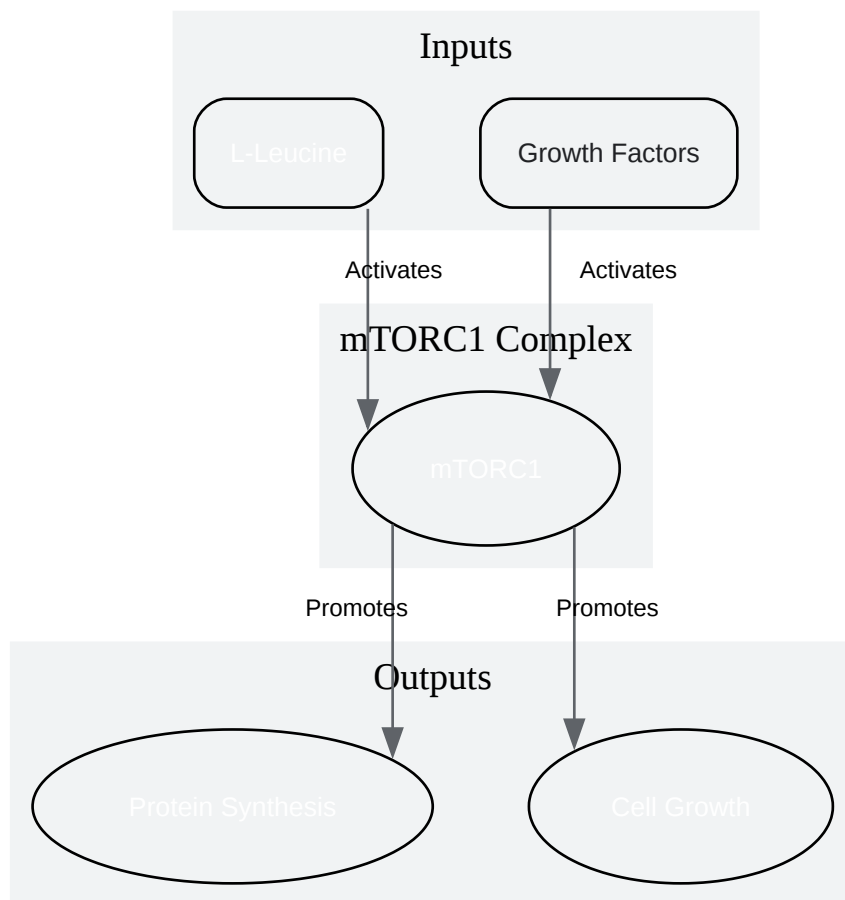 Inputs
L-Leucine
Growth Factors
Activates
Activates
mTORC1 Complex
mTORC1
Promotes
Promotes
Outputs
Protein Synthesis
Cell Growth